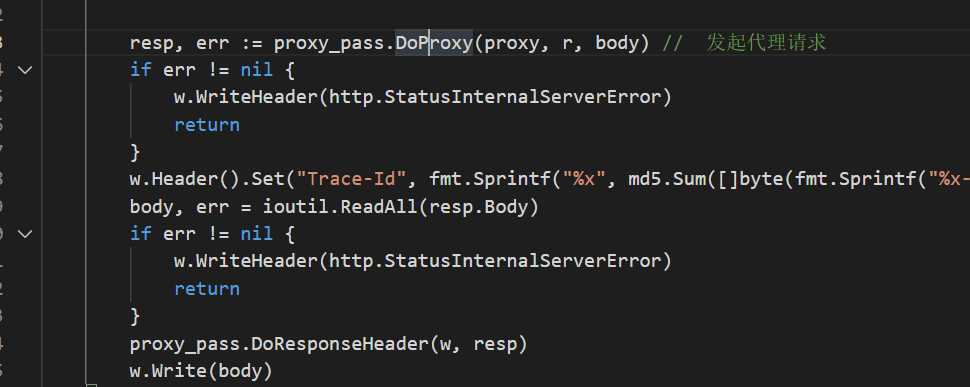 resp, err := proxy_pass.DoProxy(proxy, r, body) // 发起代理请求
if err != nil {
w.WriteHeader(http.StatusInternalServerError)
return
}
w.Header().Set("Trace-Id", fmt.Sprintf("%x", md5.Sum([]byte(fmt.Sprintf("%x-
body, err = ioutil.ReadAll(resp.Body)
if err != nil {
w.WriteHeader(http.StatusInternalServerError)
return
}
proxy_pass.DoResponseHeader(w, resp)
w.Write(body)